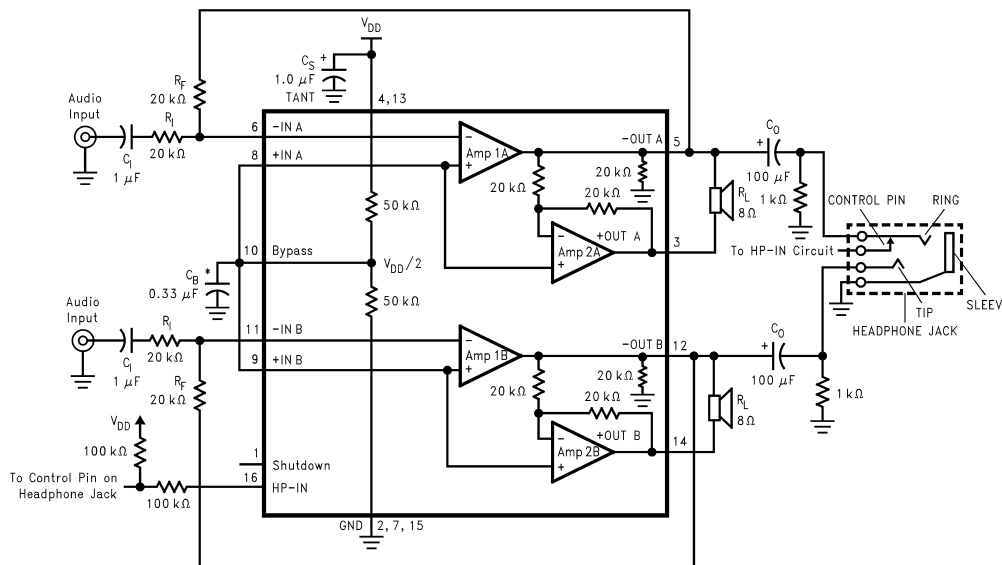 V_DD
C_S +
1.0 μF
TANT
4,13
R_F
20 kΩ
Audio
Input
R_I
20 kΩ
C_I
1 μF
6
-IN A
8
+IN A
-
Amp 1A
+
-OUT A
5
20 kΩ
20 kΩ
20 kΩ
50 kΩ
-
Amp 2A
+
+OUT A
3
R_L
8Ω
C_O
+
100 μF
1 kΩ
CONTROL PIN
RING
To HP-IN Circuit
TIP
SLEEV
HEADPHONE JACK
10
Bypass
V_DD/2
C_B *
0.33 μF
50 kΩ
Audio
Input
R_I
20 kΩ
C_I
1 μF
R_F
20 kΩ
11
-IN B
9
+IN B
-
Amp 1B
+
-OUT B
12
20 kΩ
20 kΩ
20 kΩ
-
Amp 2B
+
+OUT B
14
R_L
8Ω
C_O
+
100 μF
1 kΩ
V_DD
100 kΩ
To Control Pin on
Headphone Jack
100 kΩ
1
Shutdown
16
HP-IN
GND
2,7,15